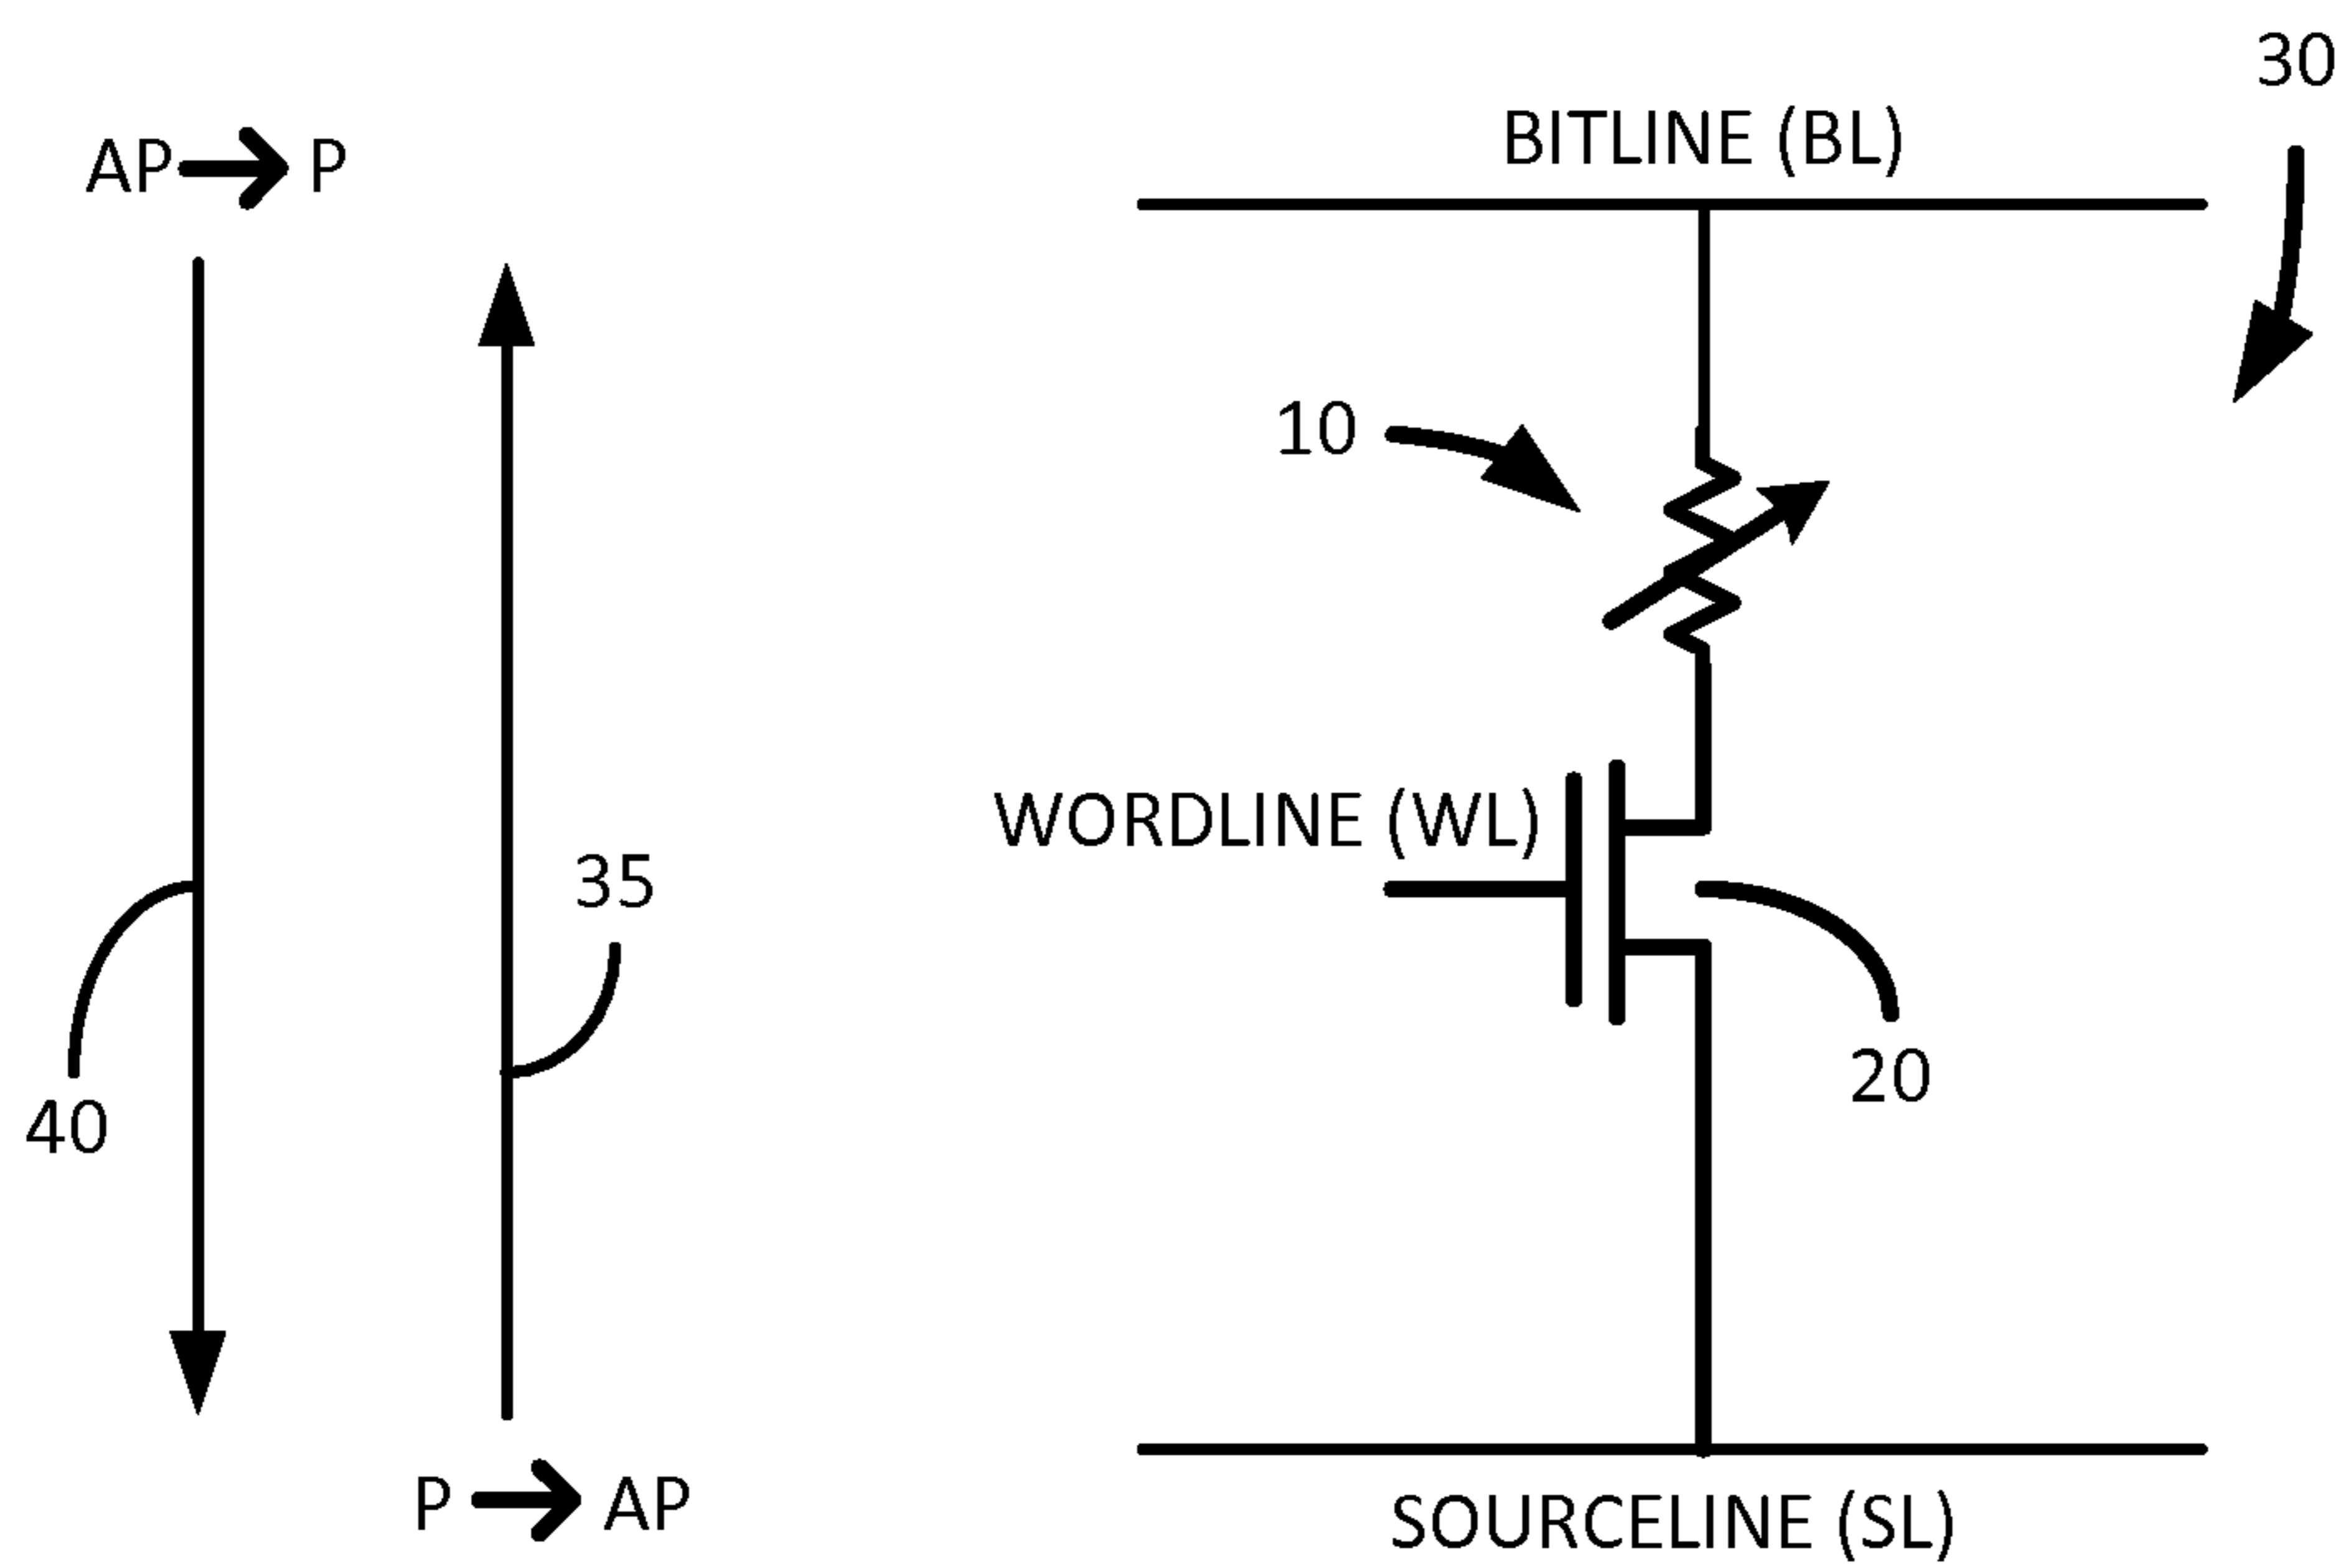 30
BITLINE (BL)
AP → P
10
WORDLINE (WL)
35
20
40
P → AP
SOURCELINE (SL)